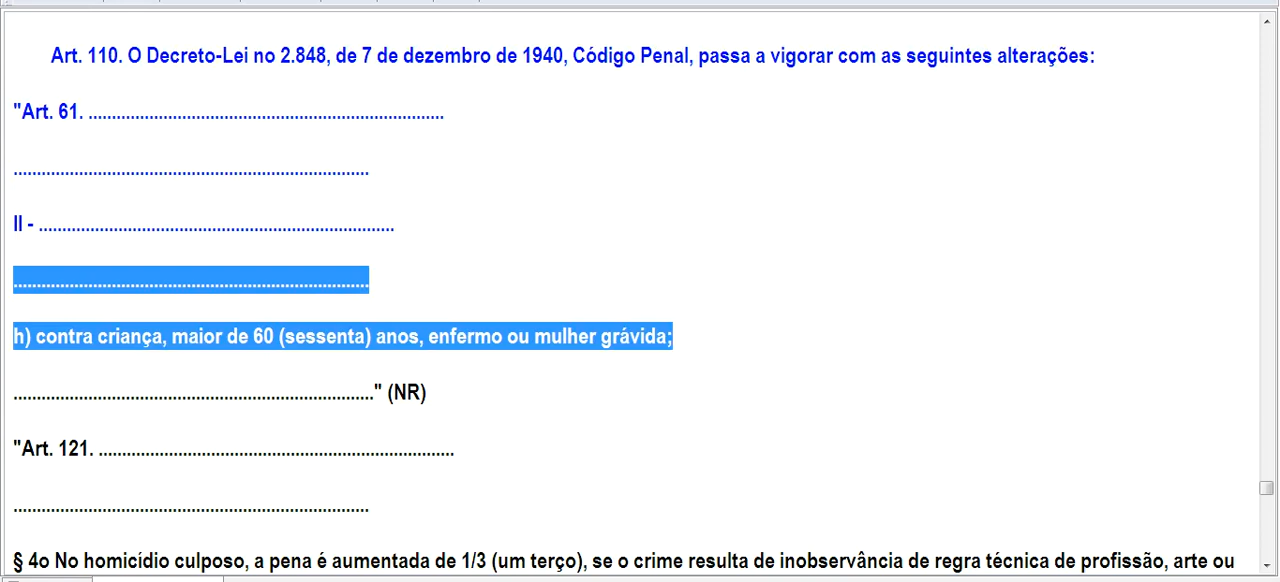 Art. 110. O Decreto-Lei no 2.848, de 7 de dezembro de 1940, Código Penal, passa a vigorar com as seguintes alterações:
"Art. 61. ............................................................................
............................................................................
II - ............................................................................
............................................................................
h) contra criança, maior de 60 (sessenta) anos, enfermo ou mulher grávida;
............................................................................." (NR)
"Art. 121. ............................................................................
............................................................................
§ 4o No homicídio culposo, a pena é aumentada de 1/3 (um terço), se o crime resulta de inobservância de regra técnica de profissão, arte ou